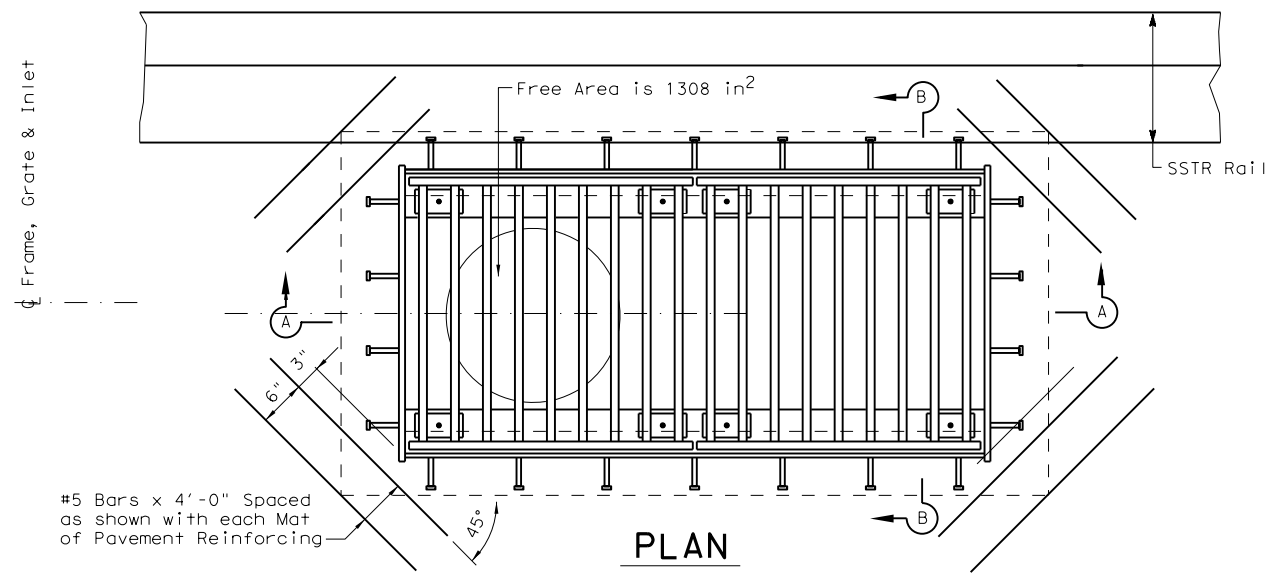 ℄ Frame, Grate & Inlet
Free Area is 1308 in²
B
SSTR Rail
A
A
3"
6"
#5 Bars x 4'-0" Spaced
as shown with each Mat
of Pavement Reinforcing
45°
B
PLAN